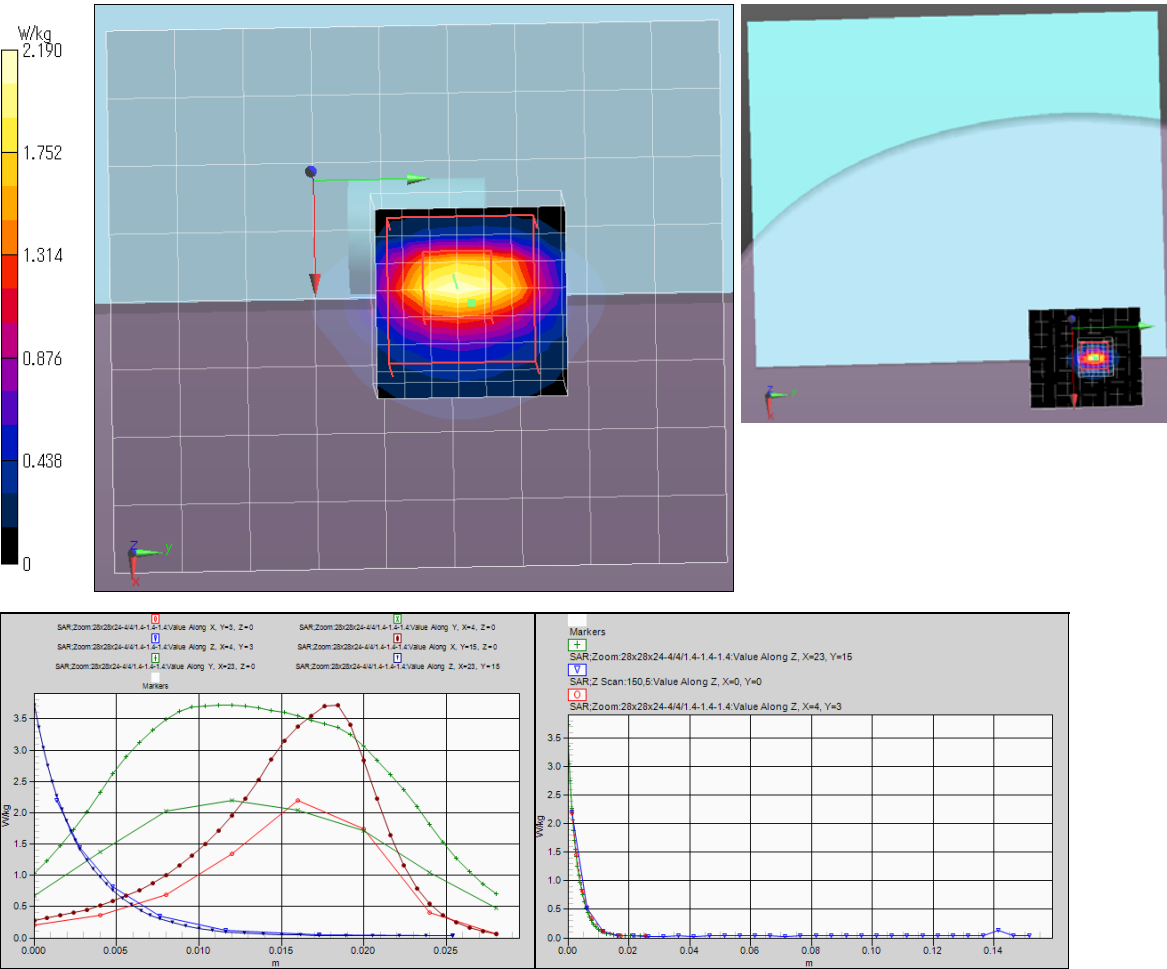 W/kg
2.190
1.752
1.314
0.876
0.438
0
Z
y
X
Z
SAR;Zoom:28x28x24-4/4/1.4-1.4-1.4:Value Along X, Y=3, Z=0
SAR;Zoom:28x28x24-4/4/1.4-1.4-1.4:Value Along Y, X=4, Z=0
SAR;Zoom:28x28x24-4/4/1.4-1.4-1.4:Value Along Z, X=4, Y=3
SAR;Zoom:28x28x24-4/4/1.4-1.4-1.4:Value Along X, Y=15, Z=0
SAR;Zoom:28x28x24-4/4/1.4-1.4-1.4:Value Along Y, X=23, Z=0
SAR;Zoom:28x28x24-4/4/1.4-1.4-1.4:Value Along Z, X=23, Y=15
Markers
3.5
3.0
2.5
2.0
1.5
1.0
0.5
0.0
W/kg
0.000 0.005 0.010 0.015 0.020 0.025
m
Markers
SAR;Zoom:28x28x24-4/4/1.4-1.4-1.4:Value Along Z, X=23, Y=15
SAR;Z Scan:150,5:Value Along Z, X=0, Y=0
SAR;Zoom:28x28x24-4/4/1.4-1.4-1.4:Value Along Z, X=4, Y=3
3.5
3.0
2.5
2.0
1.5
1.0
0.5
0.0
W/kg
0.00 0.02 0.04 0.06 0.08 0.10 0.12 0.14
m